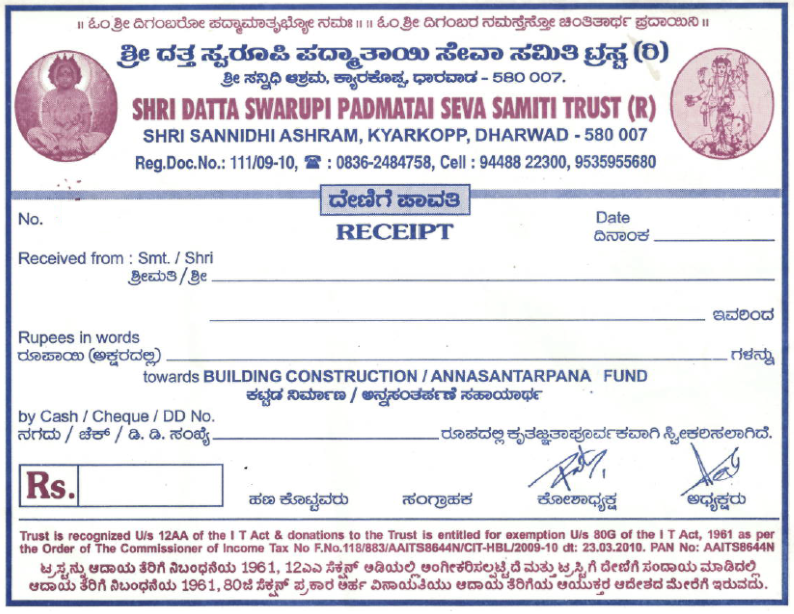 ॥ ಓಂ ಶ್ರೀ ದಿಗಂಬರೋ ಪದ್ಮಾಮಾತೃಭ್ಯೋ ನಮಃ ॥ ॥ ಓಂ ಶ್ರೀ ದಿಗಂಬರ ನಮಸ್ತೆಸ್ತೋ ಚಿಂತಿತಾರ್ಥ ಪ್ರದಾಯಿನಿ ॥
ಶ್ರೀ ದತ್ತ ಸ್ವರೂಪಿ ಪದ್ಮಾತಾಯಿ ಸೇವಾ ಸಮಿತಿ ಟ್ರಸ್ಟ (ರಿ)
ಶ್ರೀ ಸನ್ನಿಧಿ ಆಶ್ರಮ, ಕ್ಯಾರಕೊಪ್ಪ, ಧಾರವಾಡ - 580 007.
SHRI DATTA SWARUPI PADMATAI SEVA SAMITI TRUST (R)
SHRI SANNIDHI ASHRAM, KYARKOPP, DHARWAD - 580 007
Reg.Doc.No.: 111/09-10, ☎ : 0836-2484758, Cell : 94488 22300, 9535955680
ದೇಣಿಗೆ ಪಾವತಿ
No. RECEIPT Date
ದಿನಾಂಕ
Received from : Smt. / Shri
ಶ್ರೀಮತಿ / ಶ್ರೀ
ಇವರಿಂದ
Rupees in words
ರೂಪಾಯಿ (ಅಕ್ಷರದಲ್ಲಿ) ಗಳನ್ನು
towards BUILDING CONSTRUCTION / ANNASANTARPANA FUND
ಕಟ್ಟಡ ನಿರ್ಮಾಣ / ಅನ್ನಸಂತರ್ಪಣೆ ಸಹಾಯಾರ್ಥ
by Cash / Cheque / DD No.
ನಗದು / ಚೆಕ್ / ಡಿ. ಡಿ. ಸಂಖ್ಯೆ ರೂಪದಲ್ಲಿ ಕೃತಜ್ಞತಾಪೂರ್ವಕವಾಗಿ ಸ್ವೀಕರಿಸಲಾಗಿದೆ.
Rs.
ಹಣ ಕೊಟ್ಟವರು ಸಂಗ್ರಾಹಕ ಕೋಶಾಧ್ಯಕ್ಷ ಅಧ್ಯಕ್ಷರು
Trust is recognized U/s 12AA of the I T Act & donations to the Trust is entitled for exemption U/s 80G of the I T Act, 1961 as per
the Order of The Commissioner of Income Tax No F.No.118/883/AAITS8644N/CIT-HBL/2009-10 dt: 23.03.2010. PAN No: AAITS8644N
ಟ್ರಸ್ಟನ್ನು ಆದಾಯ ತೆರಿಗೆ ನಿಬಂಧನೆಯ 1961, 12ಎಎ ಸೆಕ್ಷನ್ ಅಡಿಯಲ್ಲಿ ಅಂಗೀಕರಿಸಲ್ಪಟ್ಟಿದೆ ಮತ್ತು ಟ್ರಸ್ಟಿಗೆ ದೇಣಿಗೆ ಸಂದಾಯ ಮಾಡಿದಲ್ಲಿ
ಆದಾಯ ತೆರಿಗೆ ನಿಬಂಧನೆಯ 1961, 80ಜಿ ಸೆಕ್ಷನ್ ಪ್ರಕಾರ ಅರ್ಹ ವಿನಾಯತಿಯು ಆದಾಯ ತೆರಿಗೆಯ ಆಯುಕ್ತರ ಆದೇಶದ ಮೇರೆಗೆ ಇರುವದು.